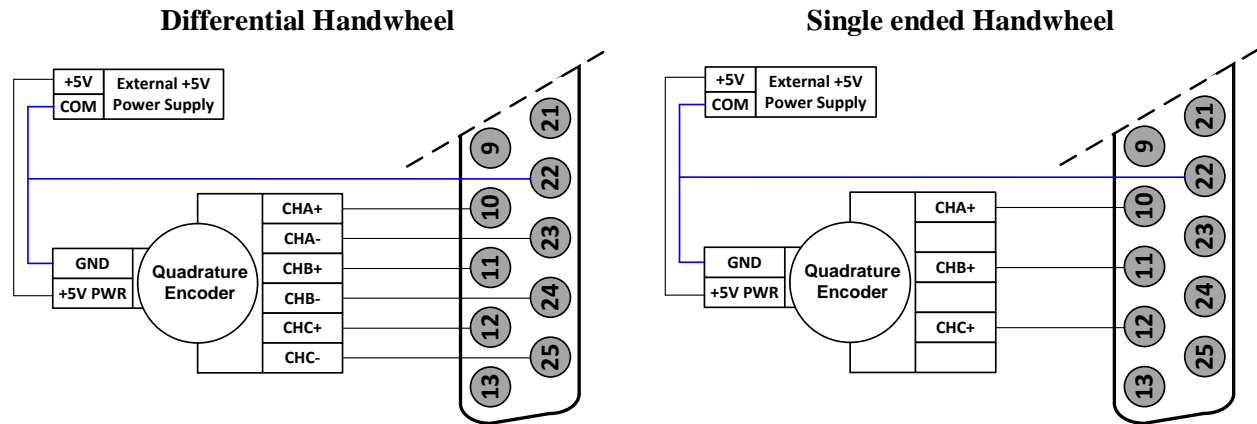 Differential Handwheel
+5V
COM
External +5V
Power Supply
21
9
22
10
CHA+
CHA-
23
CHB+
11
GND
+5V PWR
Quadrature
Encoder
CHB-
24
CHC+
12
CHC-
25
13
Single ended Handwheel
+5V
COM
External +5V
Power Supply
21
9
22
10
CHA+
23
CHB+
11
GND
+5V PWR
Quadrature
Encoder
24
CHC+
12
25
13